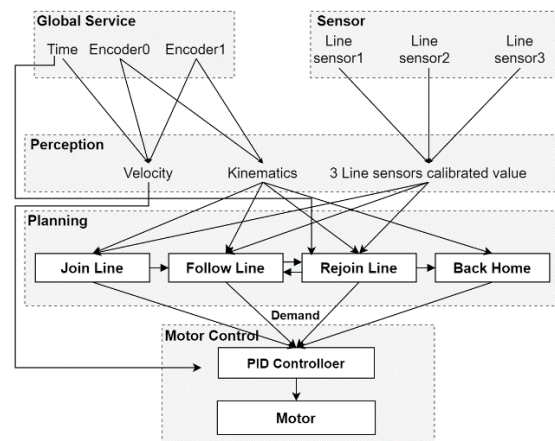 Global Service
Sensor
Time
Encoder0
Encoder1
Line
sensor1
Line
sensor2
Line
sensor3
Perception
Velocity
Kinematics
3 Line sensors calibrated value
Planning
Join Line
Follow Line
Rejoin Line
Back Home
Demand
Motor Control
PID Controlloer
Motor